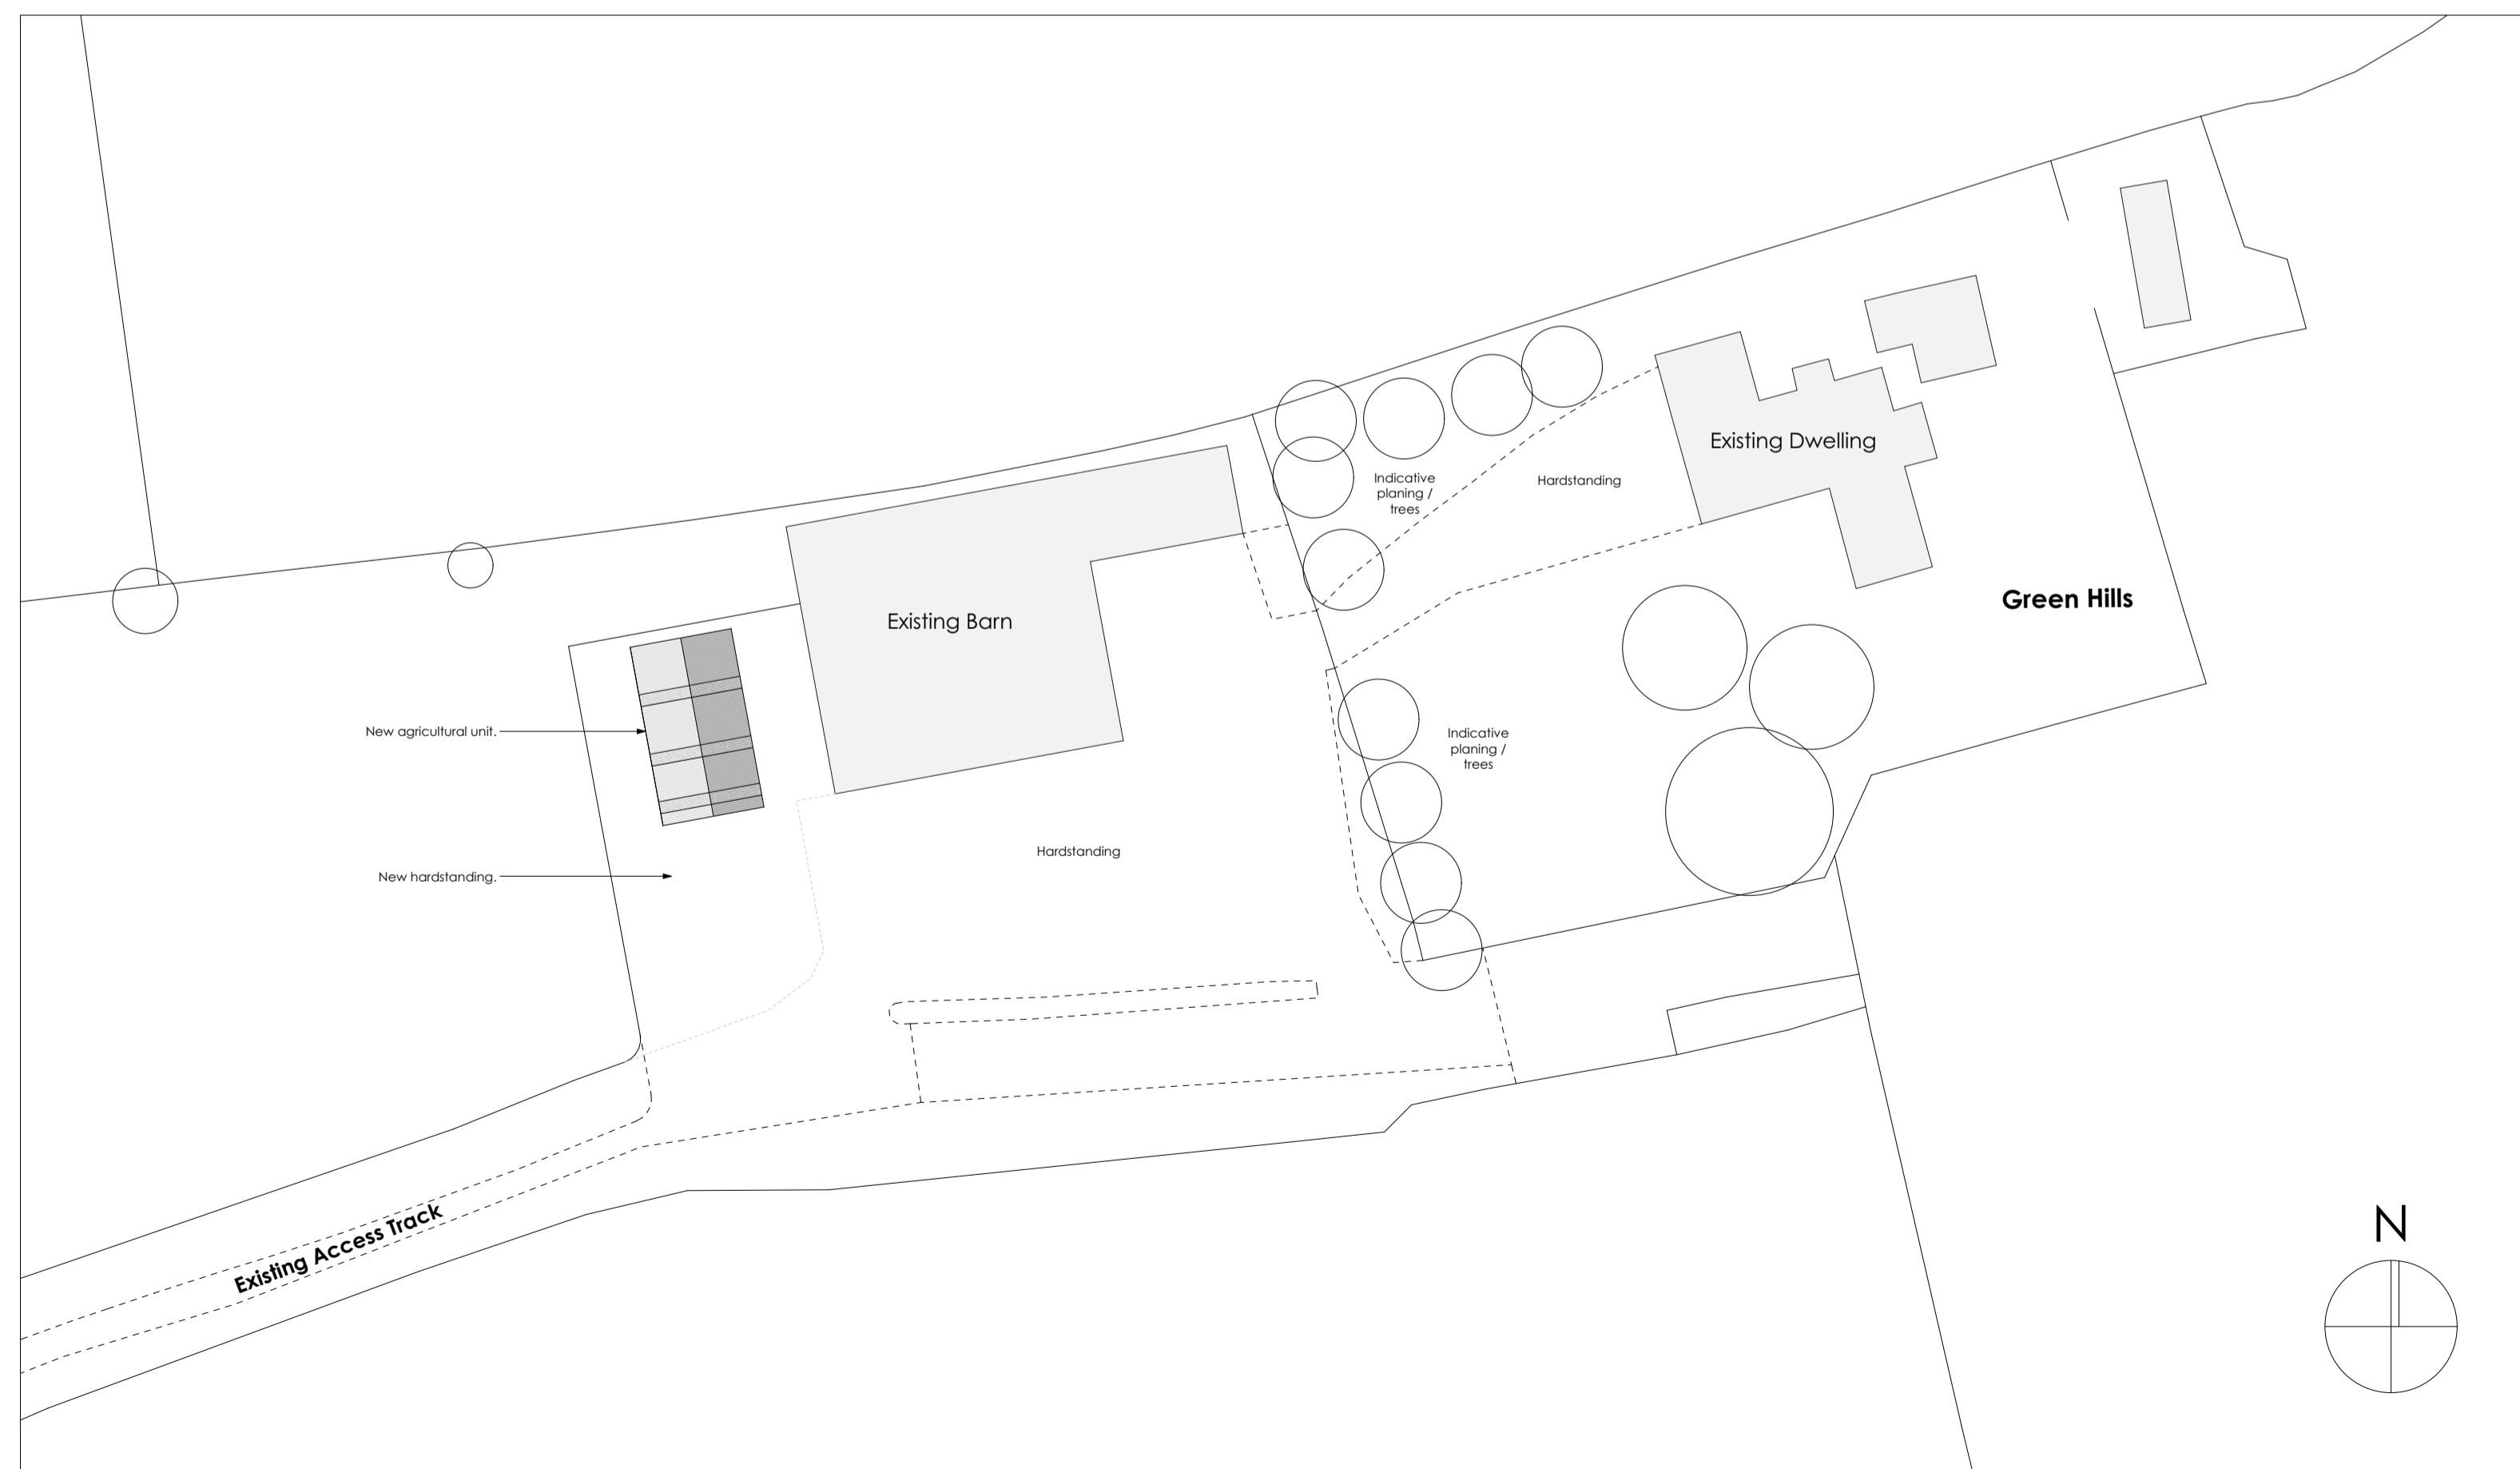 Indicative
planing /
trees
Hardstanding
Existing Dwelling
Existing Barn
Green Hills
New agricultural unit.
Indicative
planing /
trees
Hardstanding
New hardstanding.
Existing Access Track
N